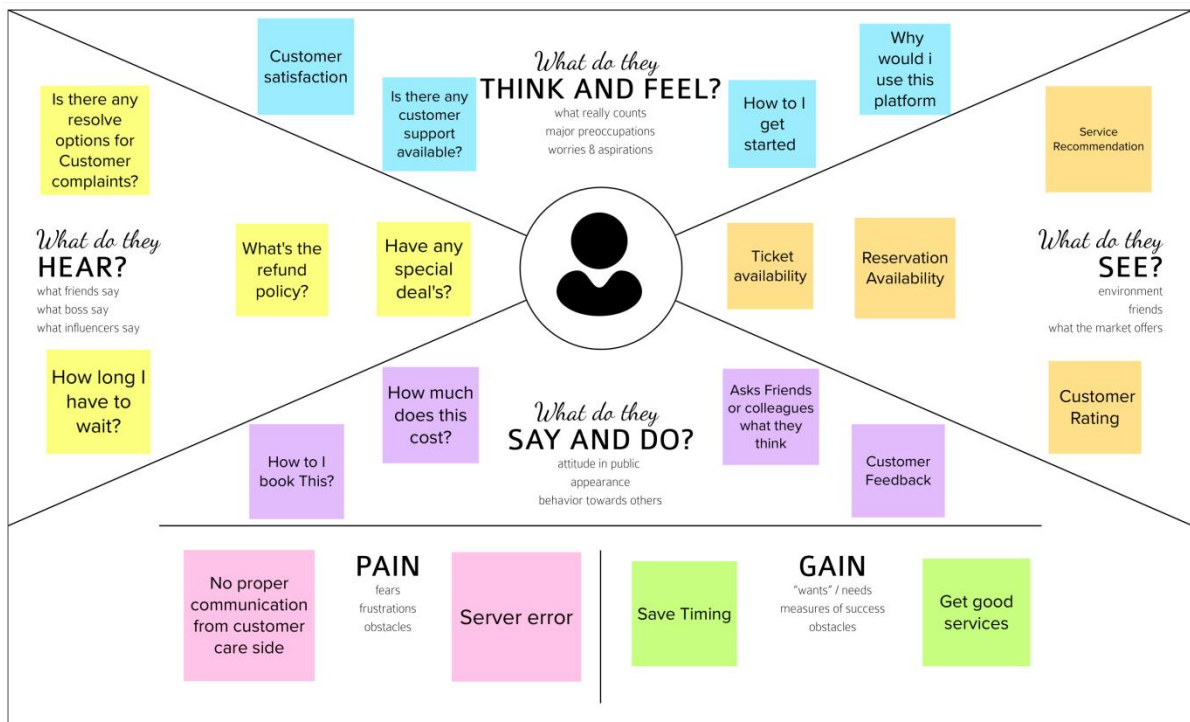 What do they
THINK AND FEEL?
what really counts
major preoccupations
worries & aspirations
Customer
satisfaction
Is there any
customer
support
available?
How to I
get
started
Why
would i
use this
platform
What do they
HEAR?
what friends say
what boss say
what influencers say
Is there any
resolve
options for
Customer
complaints?
What's the
refund
policy?
Have any
special
deal's?
How long I
have to
wait?
What do they
SEE?
environment
friends
what the market offers
Service
Recommendation
Ticket
availability
Reservation
Availability
Customer
Rating
What do they
SAY AND DO?
attitude in public
appearance
behavior towards others
How to I
book This?
How much
does this
cost?
Asks Friends
or colleagues
what they
think
Customer
Feedback
PAIN
fears
frustrations
obstacles
No proper
communication
from customer
care side
Server error
GAIN
"wants" / needs
measures of success
obstacles
Save Timing
Get good
services